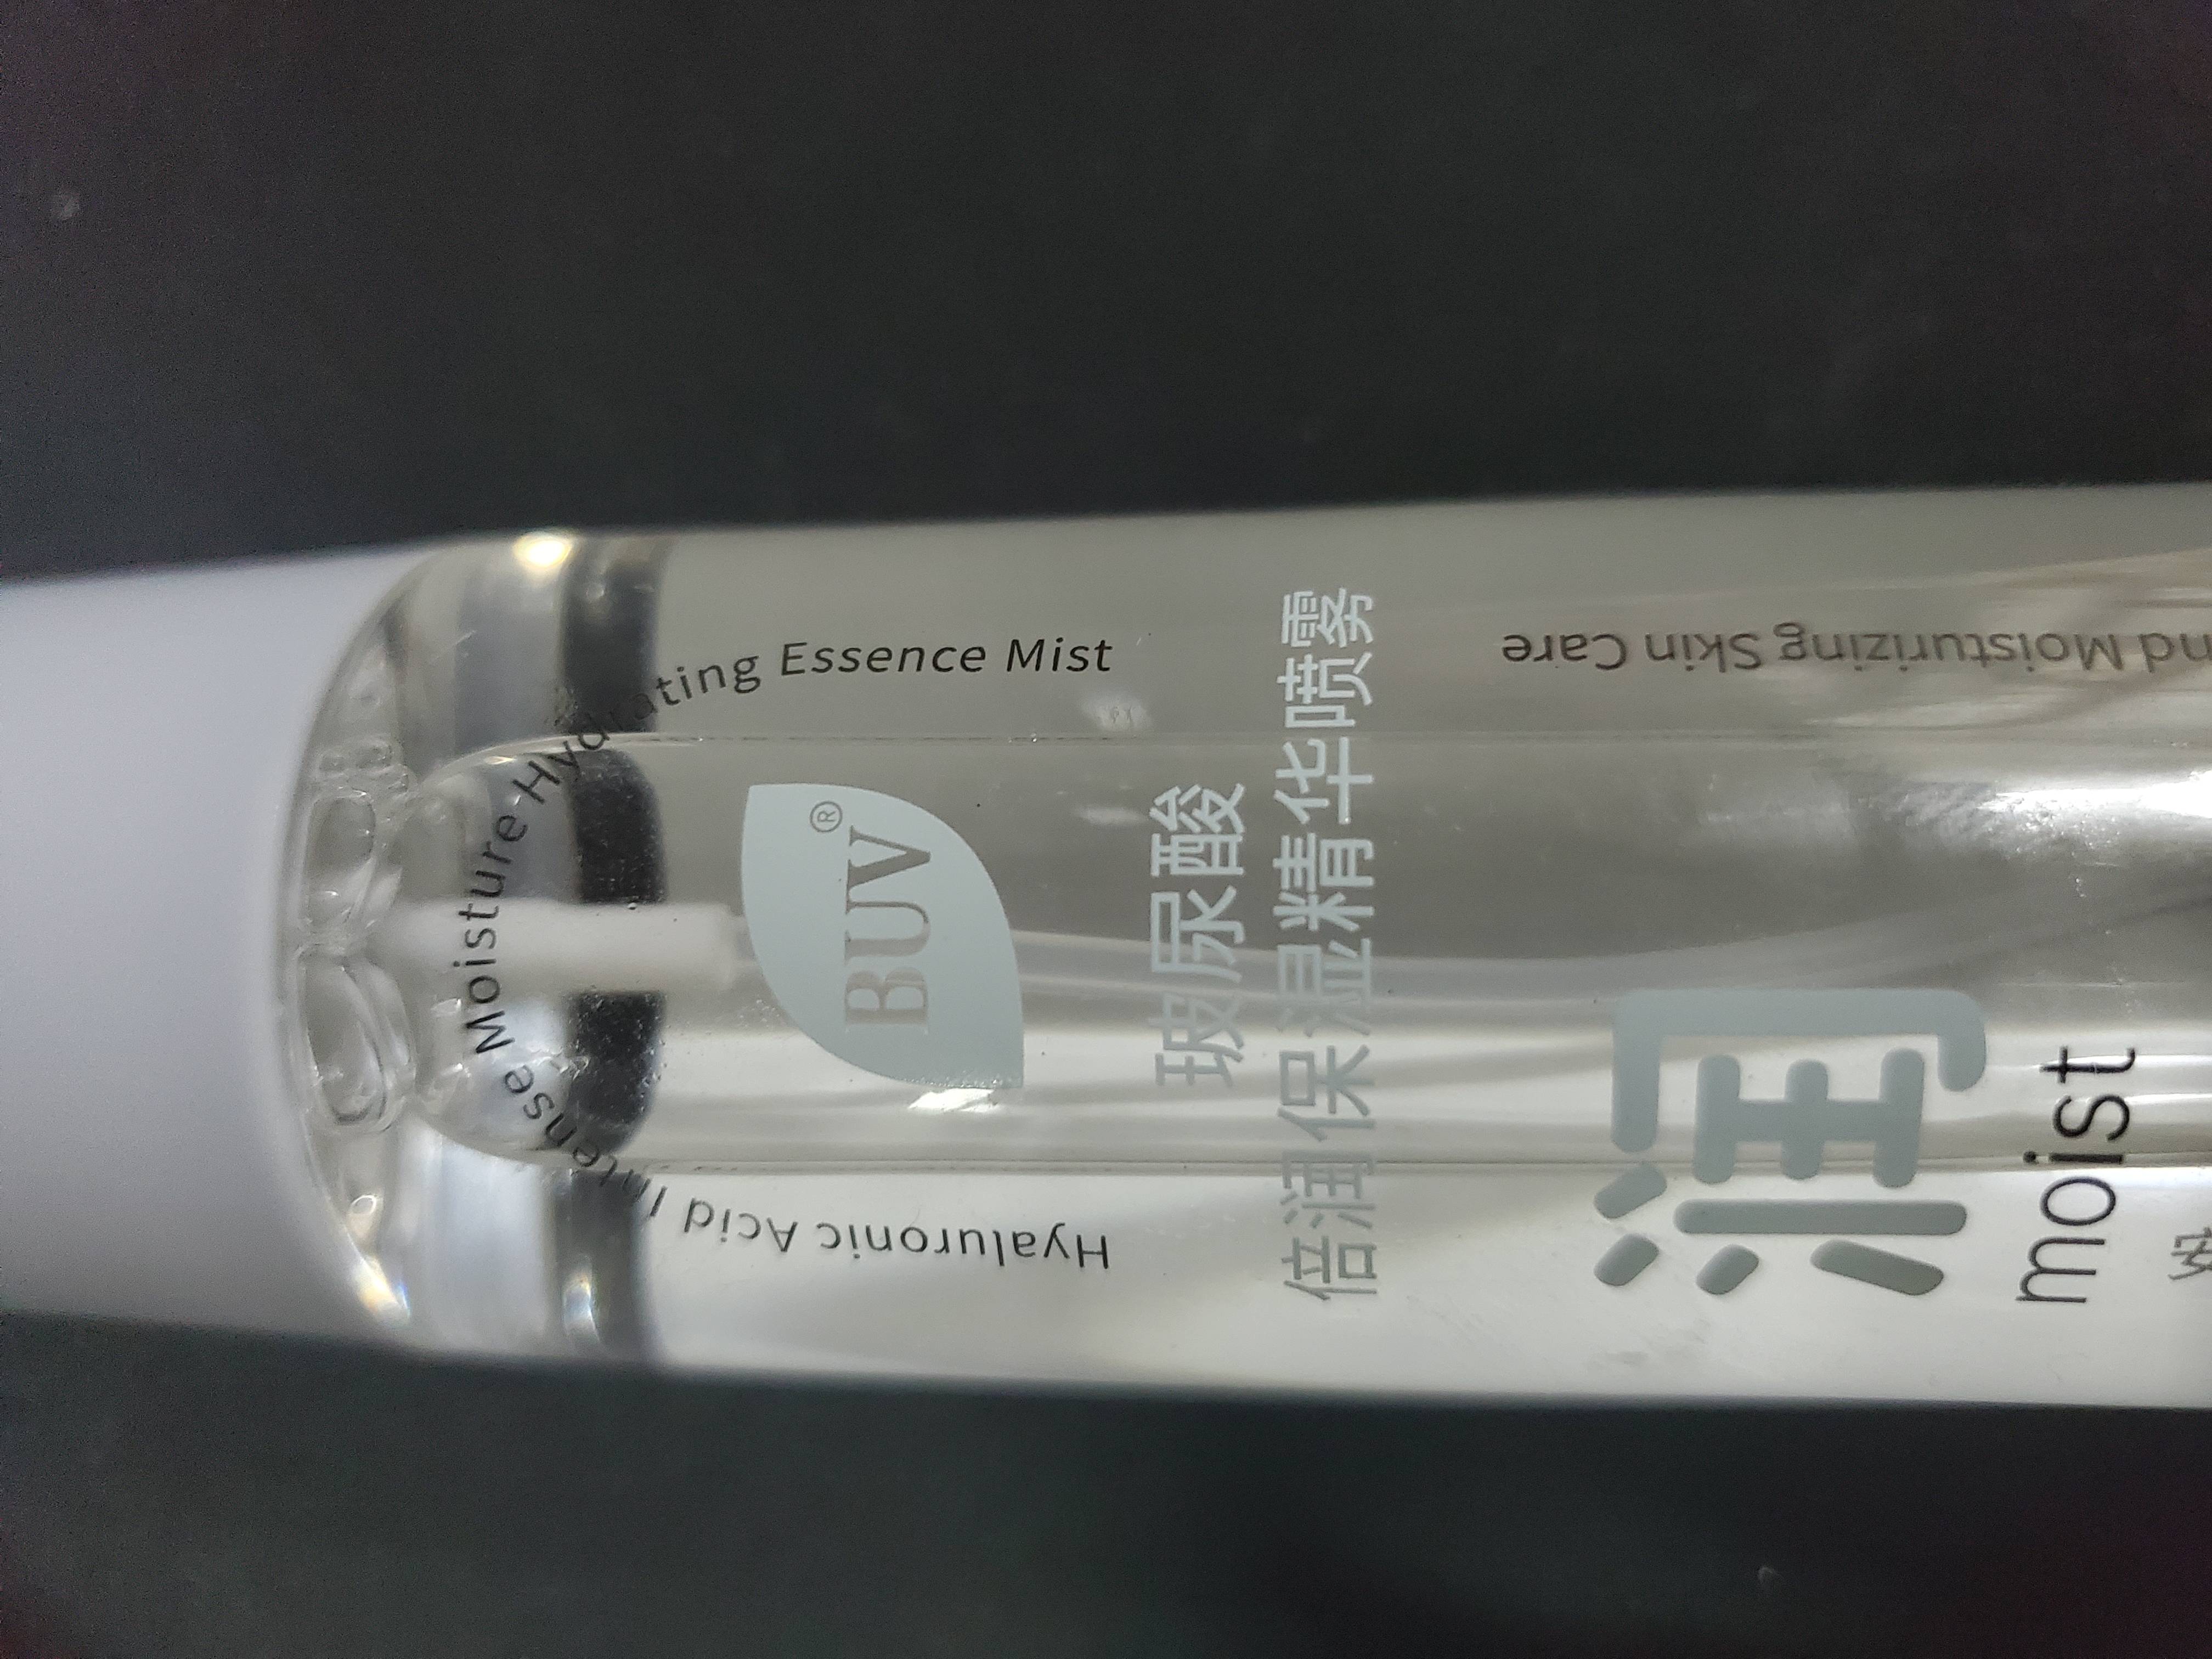 Hyaluronic Acid Intense Moisture Hydrating Essence Mist
BUV®
玻尿酸
倍润保湿精华喷雾
Moisturizing Skin Care
润
moist